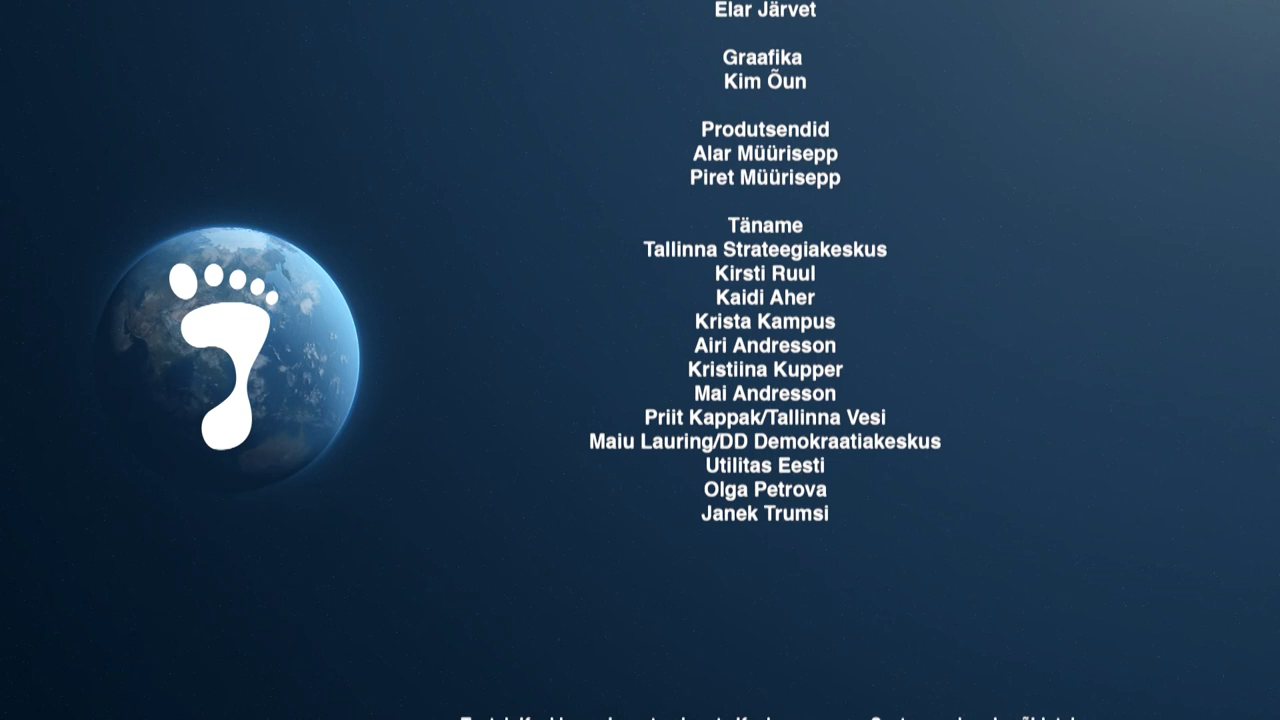 Elar Järvet
Graafika
Kim Õun
Produtsendid
Alar Müürisepp
Piret Müürisepp
Täname
Tallinna Strateegiakeskus
Kirsti Ruul
Kaidi Aher
Krista Kampus
Airi Andresson
Kristiina Kupper
Mai Andresson
Priit Kappak/Tallinna Vesi
Maiu Lauring/DD Demokraatiakeskus
Utilitas Eesti
Olga Petrova
Janek Trumsi